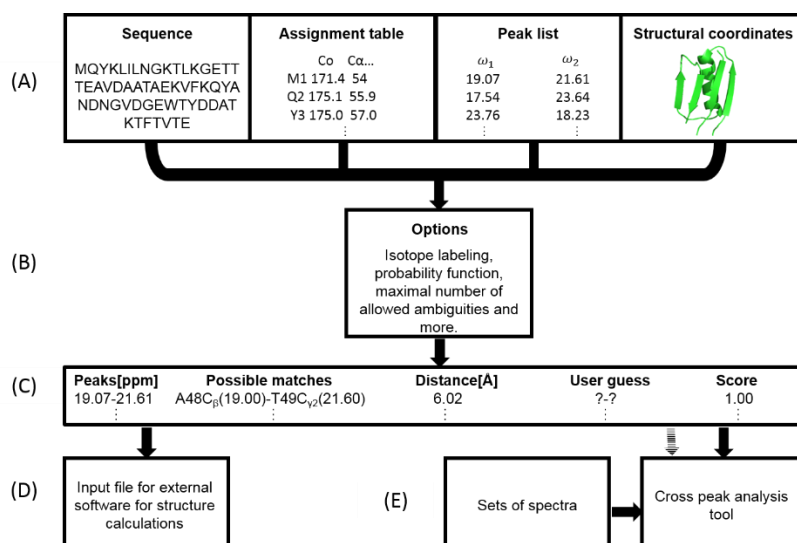 (A)
Sequence
MQYKLILNGKTLKGETT
TEAVDAATAEKVFKQYA
NDNGVDGEWTYDDAT
KTFTVTE
Assignment table
Co Cα...
M1 171.4 54
Q2 175.1 55.9
Y3 175.0 57.0
⋮
Peak list
ω₁ ω₂
19.07 21.61
17.54 23.64
23.76 18.23
⋮ ⋮
Structural coordinates
(B)
Options
Isotope labeling,
probability function,
maximal number of
allowed ambiguities and
more.
(C)
Peaks[ppm] Possible matches Distance[Å] User guess Score
19.07-21.61 A48Cβ(19.00)-T49Cγ2(21.60) 6.02 ?-? 1.00
⋮ ⋮ ⋮ ⋮ ⋮
(D)
Input file for external
software for structure
calculations
(E)
Sets of spectra
Cross peak analysis
tool